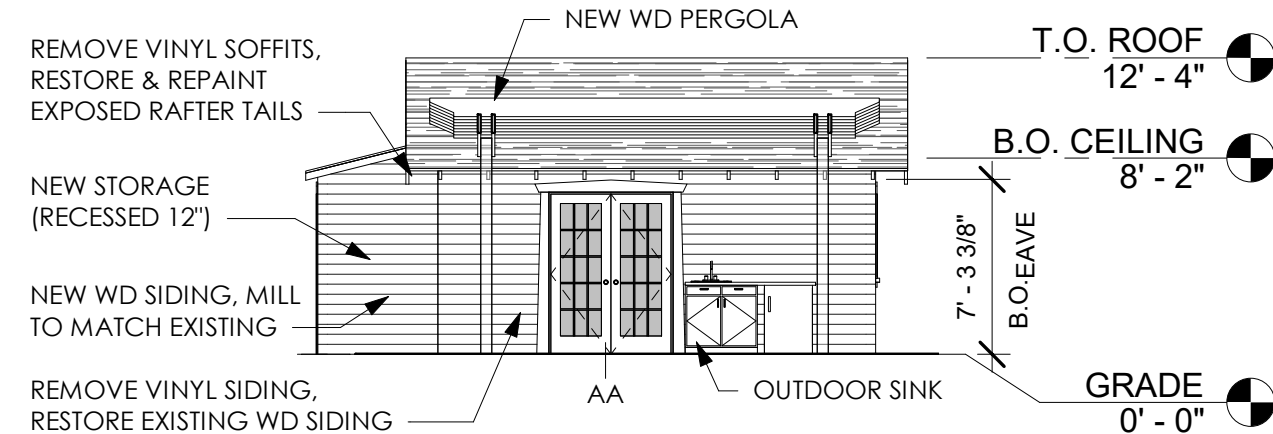 NEW WD PERGOLA
REMOVE VINYL SOFFITS,
RESTORE & REPAINT
EXPOSED RAFTER TAILS
NEW STORAGE
(RECESSED 12")
NEW WD SIDING, MILL
TO MATCH EXISTING
REMOVE VINYL SIDING,
RESTORE EXISTING WD SIDING
AA
OUTDOOR SINK
T.O. ROOF
12' - 4"
B.O. CEILING
8' - 2"
7' - 3 3/8"
B.O.EAVE
GRADE
0' - 0"